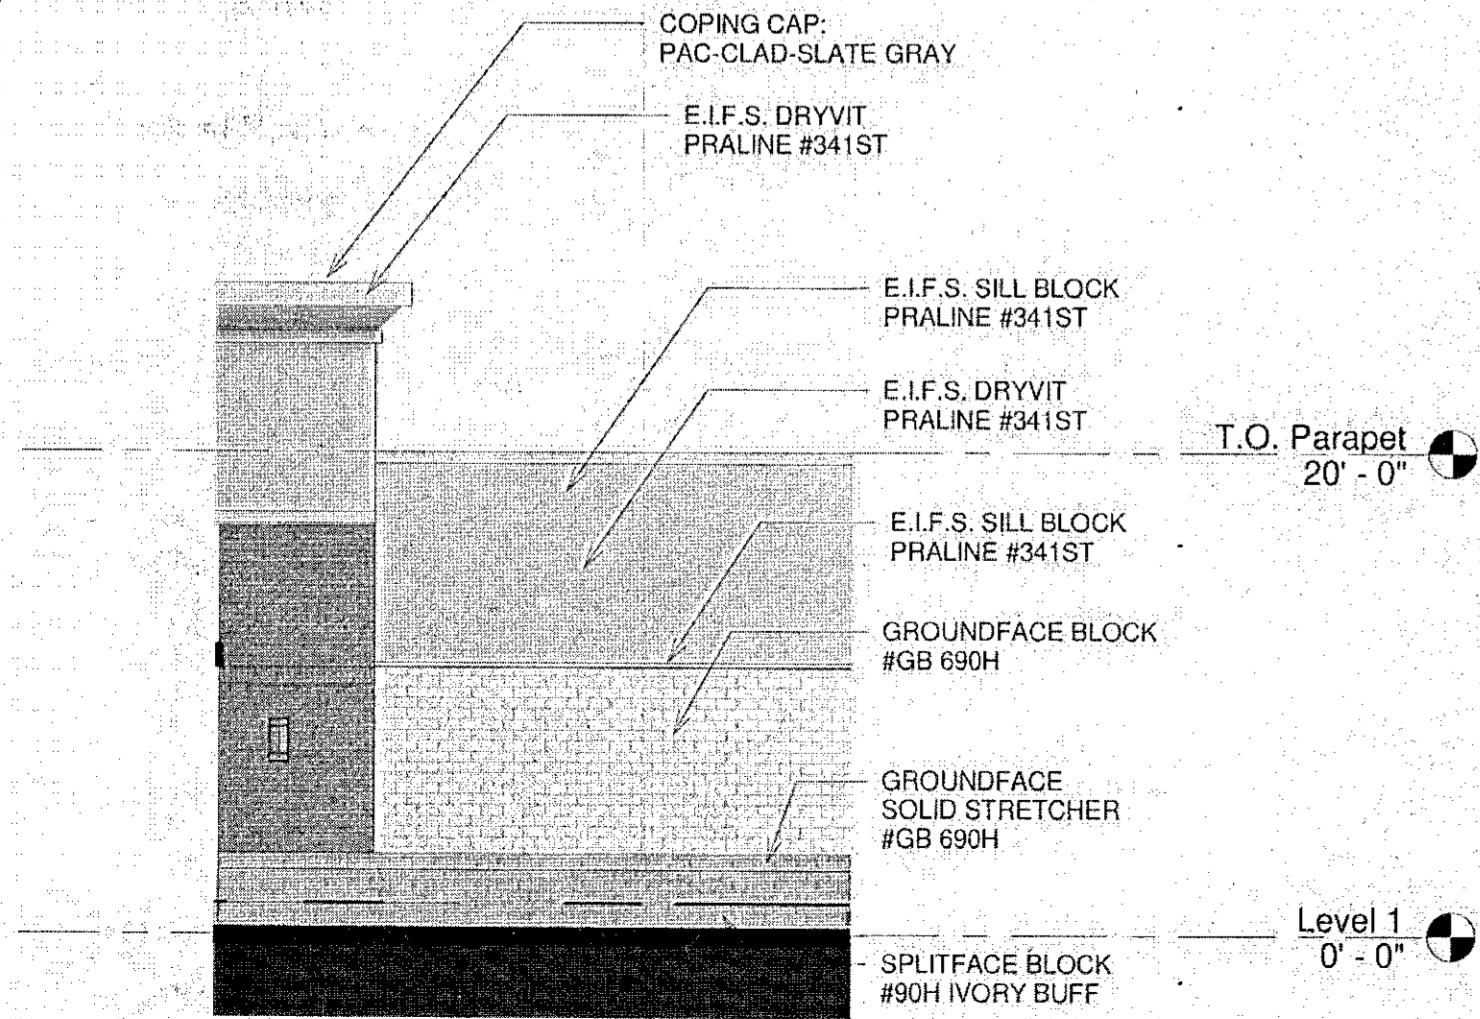 COPING CAP:
PAC-CLAD-SLATE GRAY
E.I.F.S. DRYVIT
PRALINE #341ST
E.I.F.S. SILL BLOCK
PRALINE #341ST
E.I.F.S. DRYVIT
PRALINE #341ST
T.O. Parapet
20' - 0"
E.I.F.S. SILL BLOCK
PRALINE #341ST
GROUNDFACE BLOCK
#GB 690H
GROUNDFACE
SOLID STRETCHER
#GB 690H
Level 1
0' - 0"
SPLITFACE BLOCK
#90H IVORY BUFF